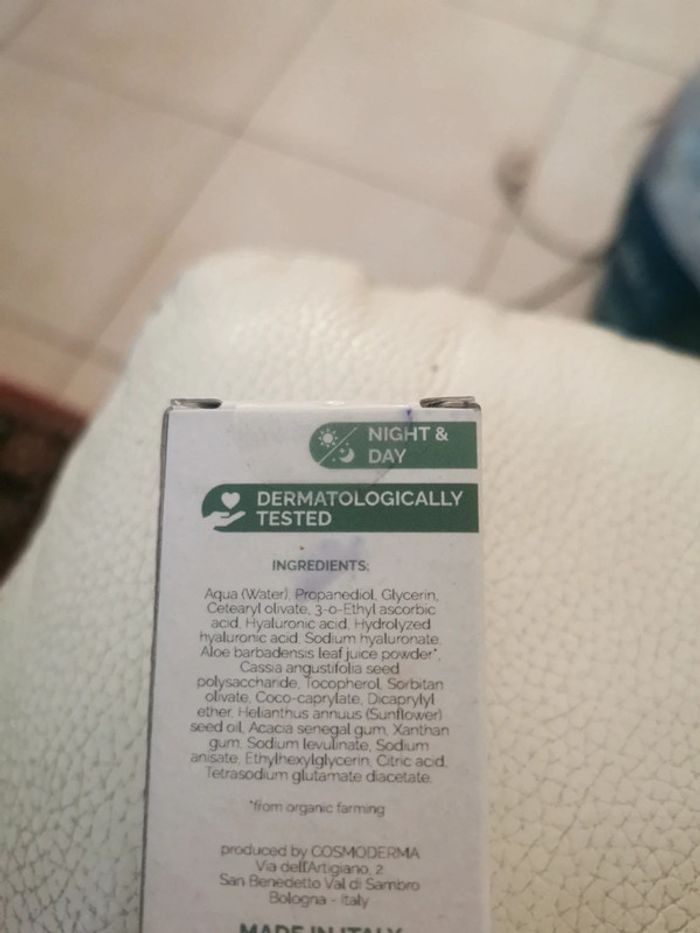 NIGHT &
DAY
DERMATOLOGICALLY
TESTED
INGREDIENTS:
Aqua (Water), Propanediol, Glycerin,
Cetearyl olivate, 3-o-Ethyl ascorbic
acid, Hyaluronic acid, Hydrolyzed
hyaluronic acid, Sodium hyaluronate,
Aloe barbadensis leaf juice powder*,
Cassia angustifolia seed
polysaccharide, Tocopherol, Sorbitan
olivate, Coco-caprylate, Dicaprylyl
ether, Helianthus annuus (Sunflower)
seed oil, Acacia senegal gum, Xanthan
gum, Sodium levulinate, Sodium
anisate, Ethylhexylglycerin, Citric acid,
Tetrasodium glutamate diacetate.
*from organic farming
produced by COSMODERMA
Via dell'Artigiano, 2
San Benedetto Val di Sambro
Bologna - Italy
MADE IN ITALY